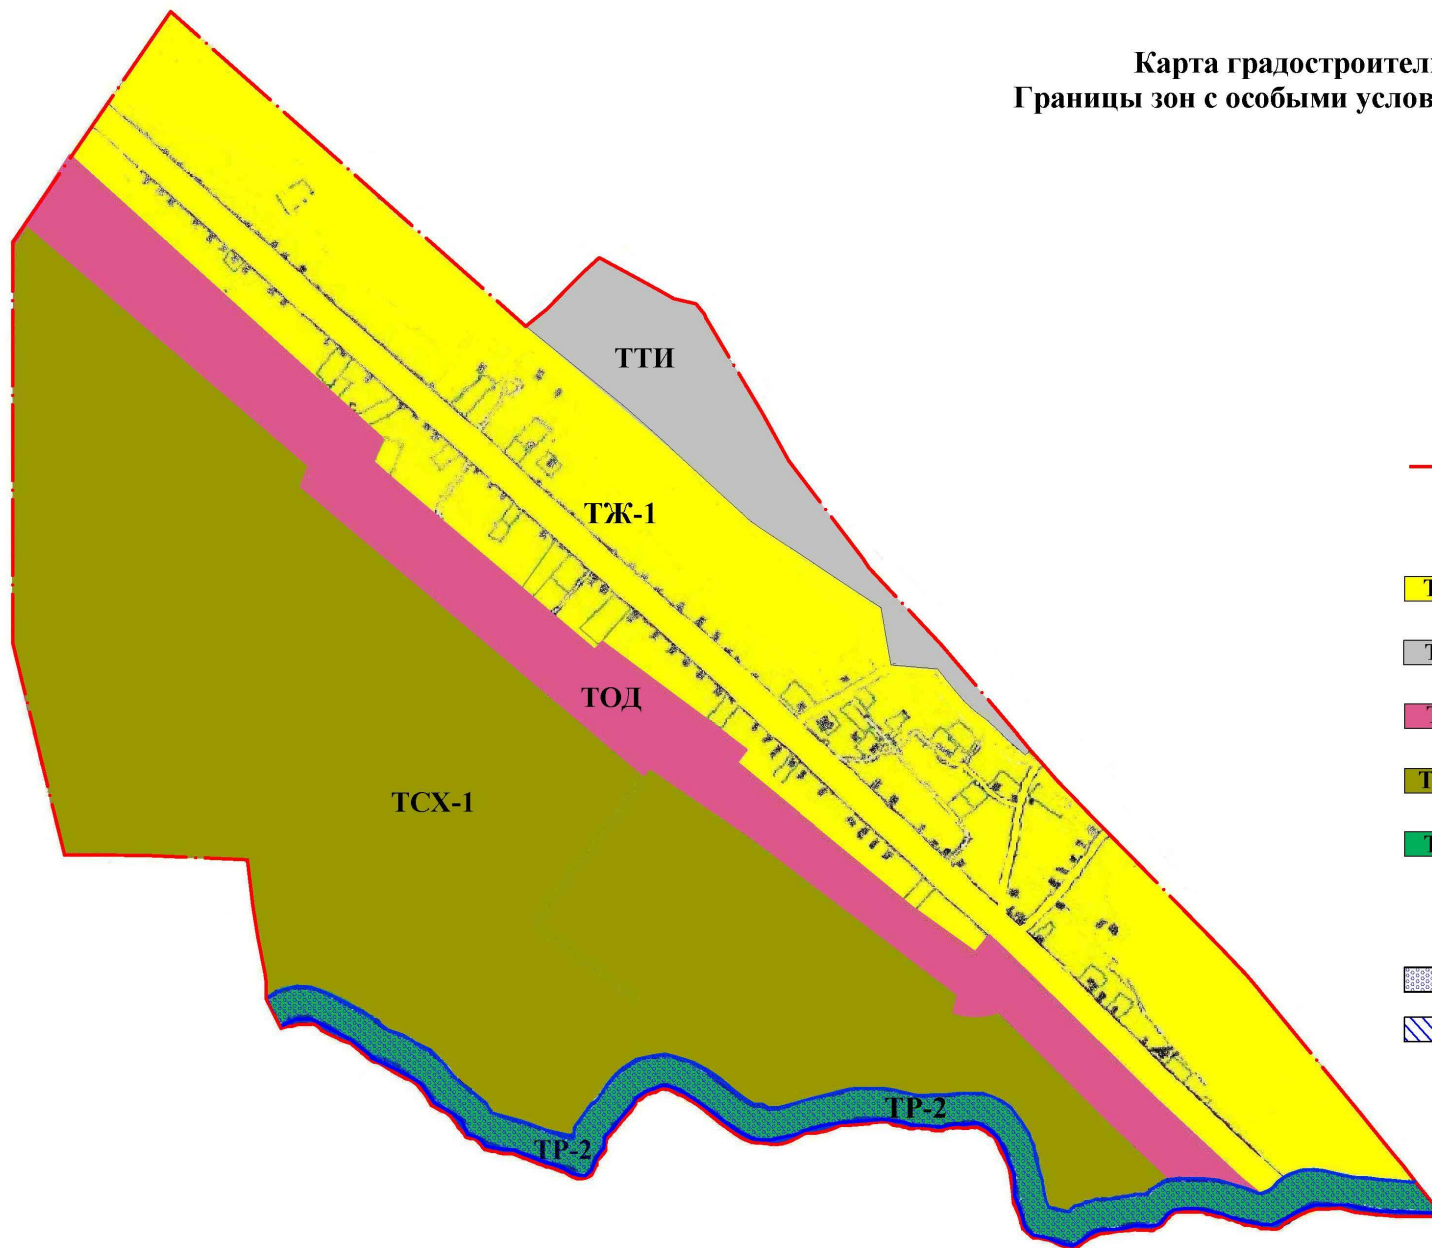 Карта градостроител
Границы зон с особыми услов
ТТИ
ТЖ-1
ТОД
ТСХ-1
ТР-2
ТР-2